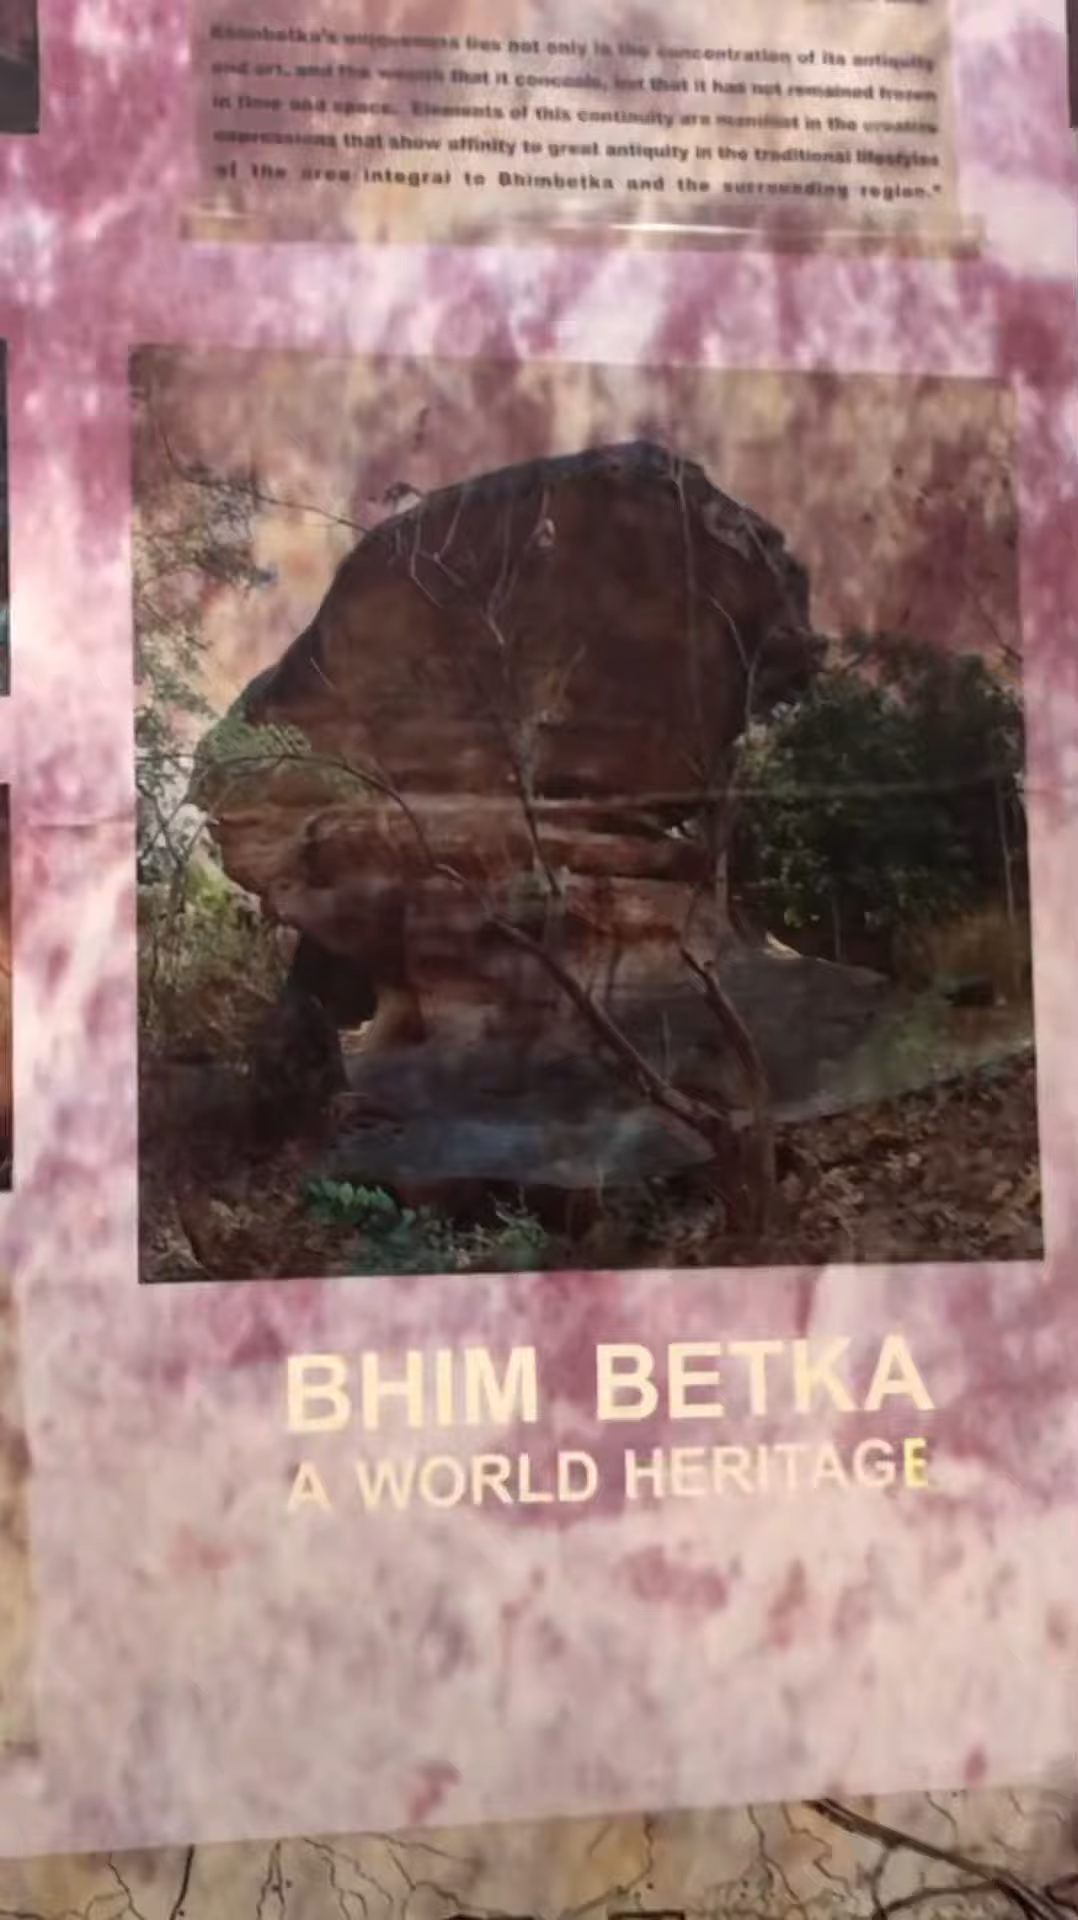 Bhimbetka's uniqueness lies not only in the concentration of its antiquity
and art, and the wealth that it conceals, but that it has not remained frozen
in time and space. Elements of this continuity are manifest in the creative
expressions that show affinity to great antiquity in the traditional lifestyles
of the area integral to Bhimbetka and the surrounding region."
BHIM BETKA
A WORLD HERITAGE